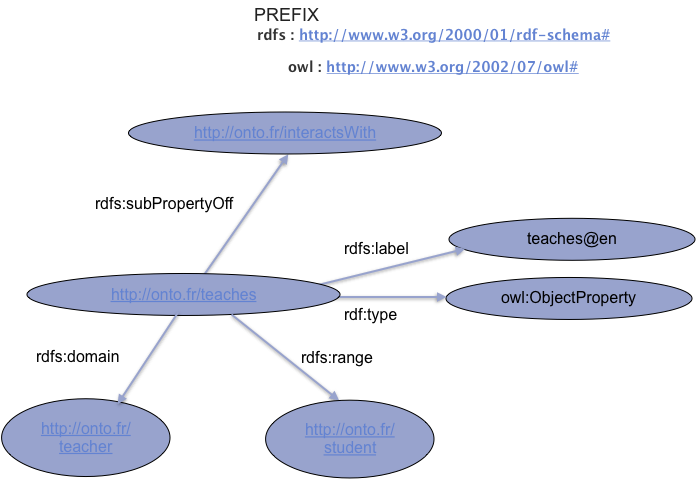 PREFIX
rdfs : http://www.w3.org/2000/01/rdf-schema#
owl : http://www.w3.org/2002/07/owl#
http://onto.fr/interactsWith
rdfs:subPropertyOff
rdfs:label
teaches@en
http://onto.fr/teaches
rdf:type
owl:ObjectProperty
rdfs:domain
rdfs:range
http://onto.fr/
teacher
http://onto.fr/
student